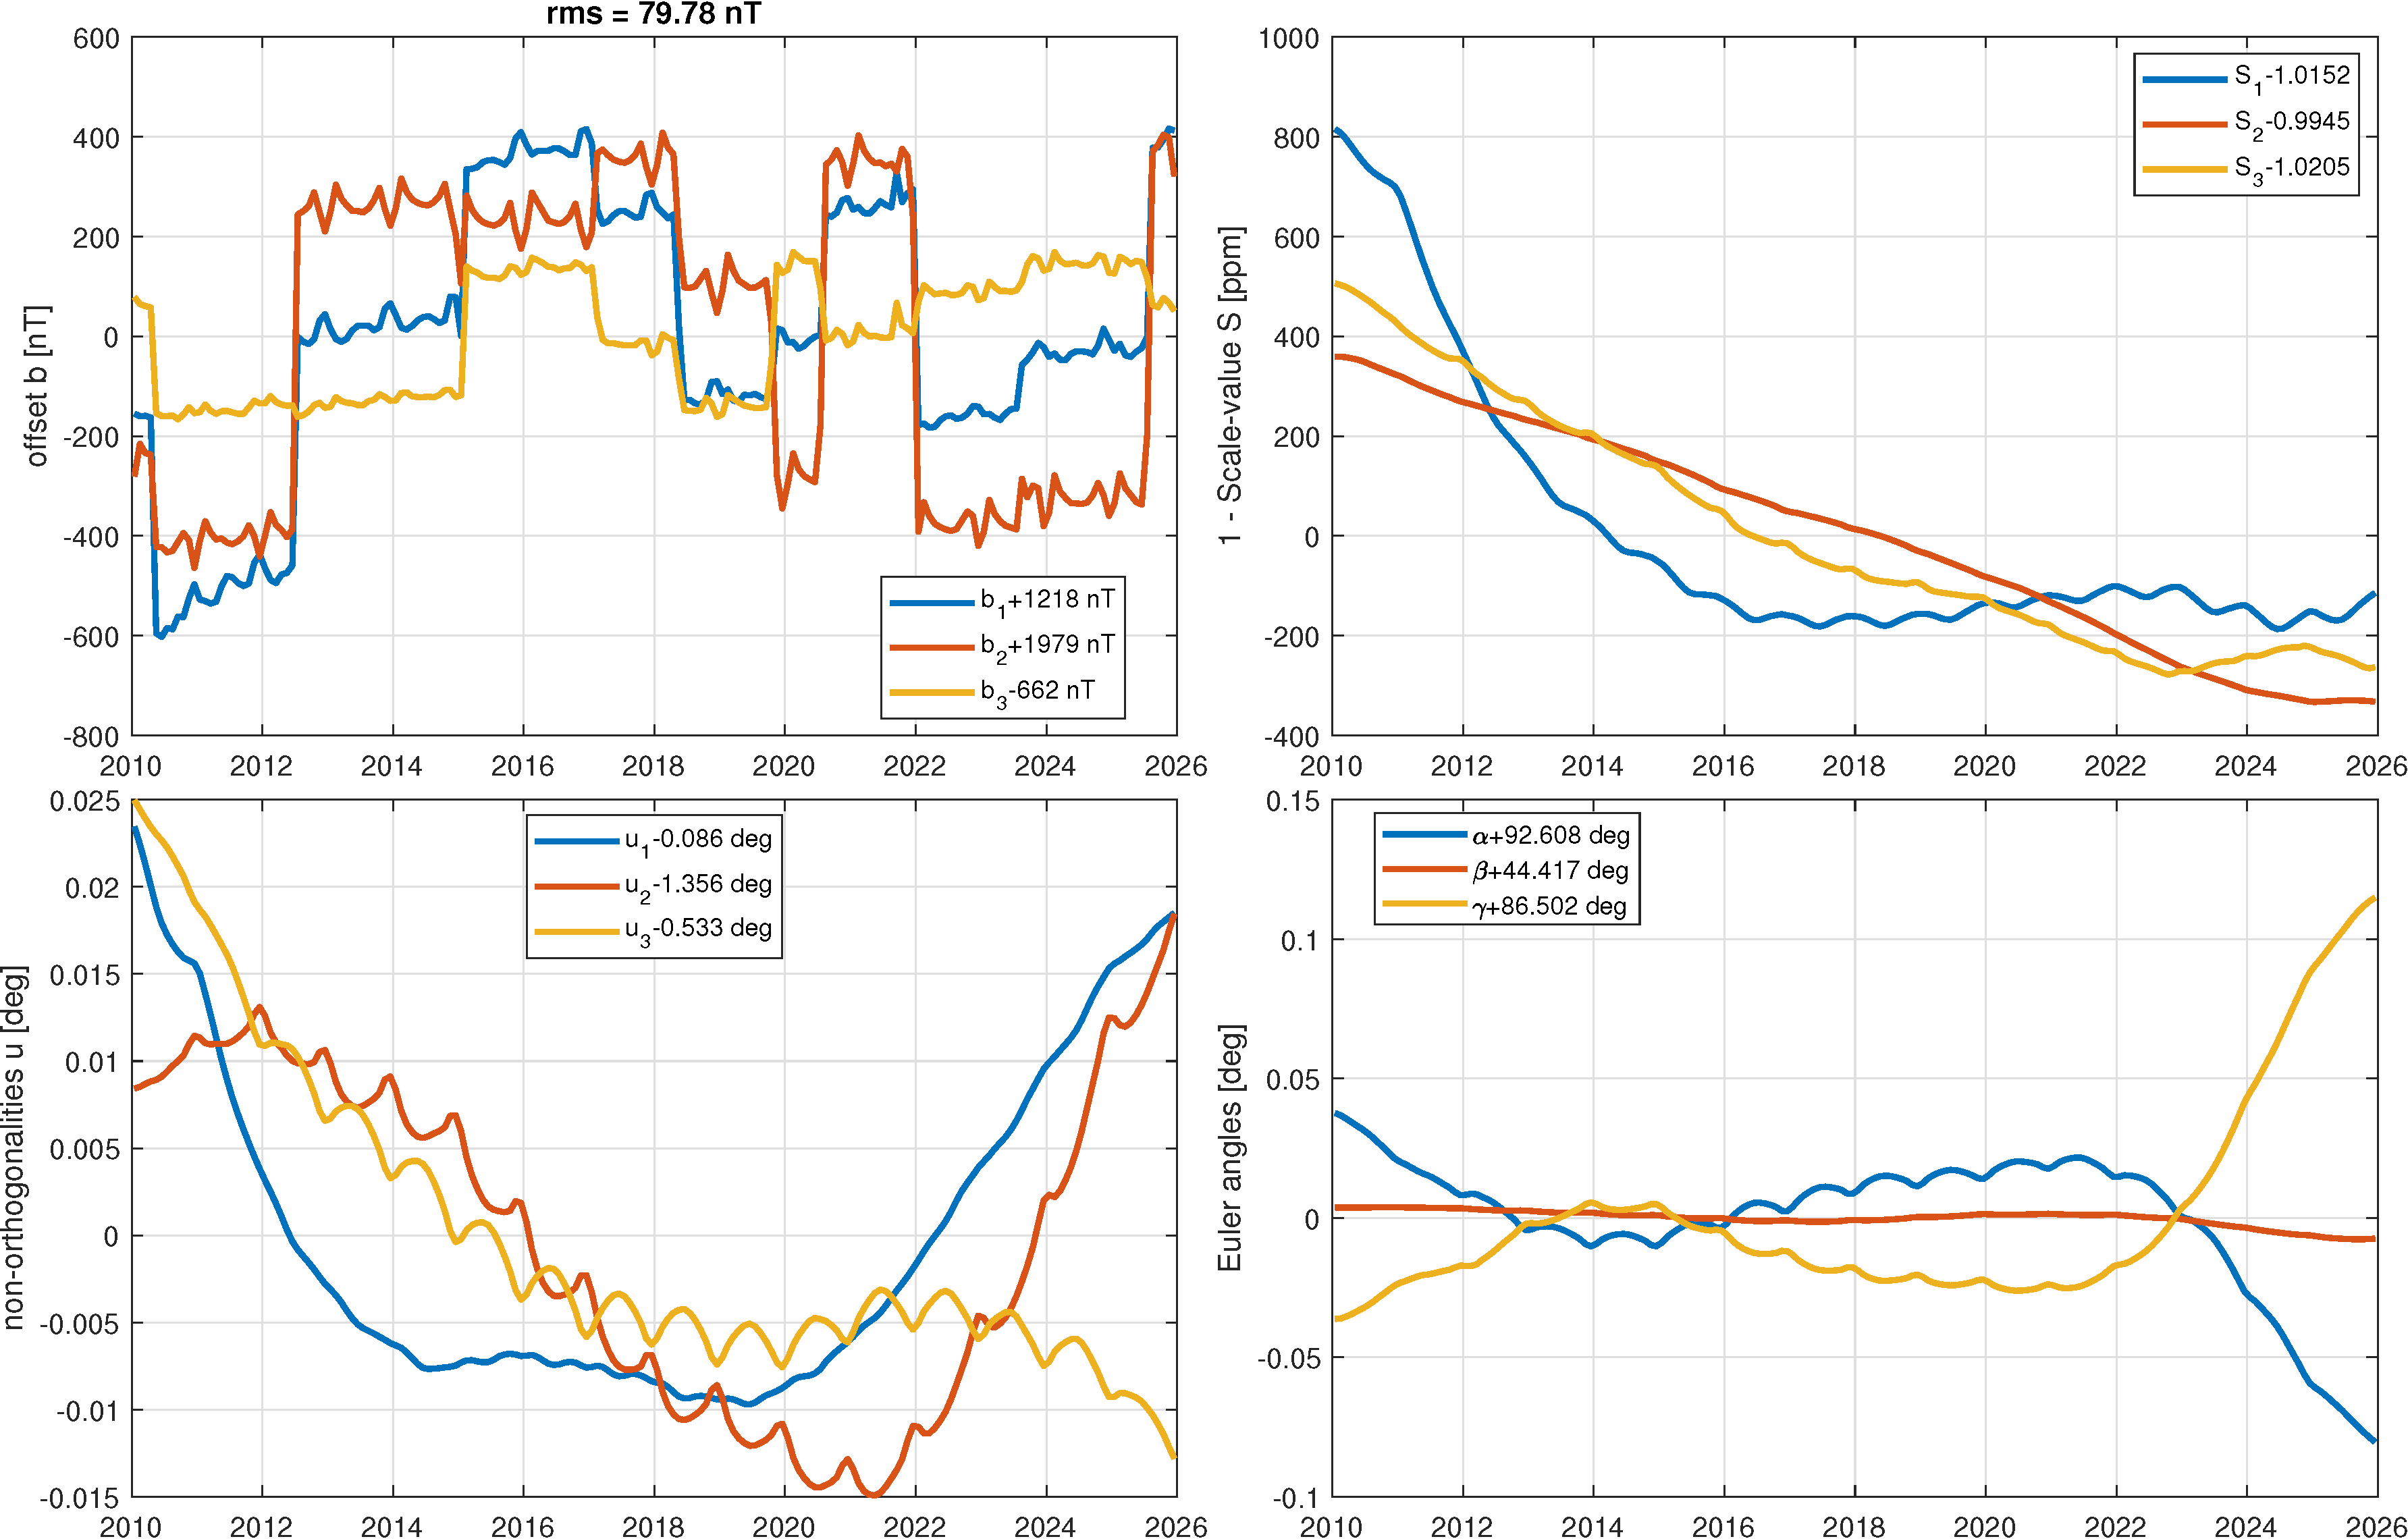 rms = 79.78 nT
offset b [nT]
600
400
200
0
-200
-400
-600
-800
2010 2012 2014 2016 2018 2020 2022 2024 2026
b1+1218 nT
b2+1979 nT
b3-662 nT
1 - Scale-value S [ppm]
1000
800
600
400
200
0
-200
-400
2010 2012 2014 2016 2018 2020 2022 2024 2026
S1-1.0152
S2-0.9945
S3-1.0205
non-orthogonalities u [deg]
0.025
0.02
0.015
0.01
0.005
0
-0.005
-0.01
-0.015
2010 2012 2014 2016 2018 2020 2022 2024 2026
u1-0.086 deg
u2-1.356 deg
u3-0.533 deg
Euler angles [deg]
0.15
0.1
0.05
0
-0.05
-0.1
2010 2012 2014 2016 2018 2020 2022 2024 2026
α+92.608 deg
β+44.417 deg
γ+86.502 deg